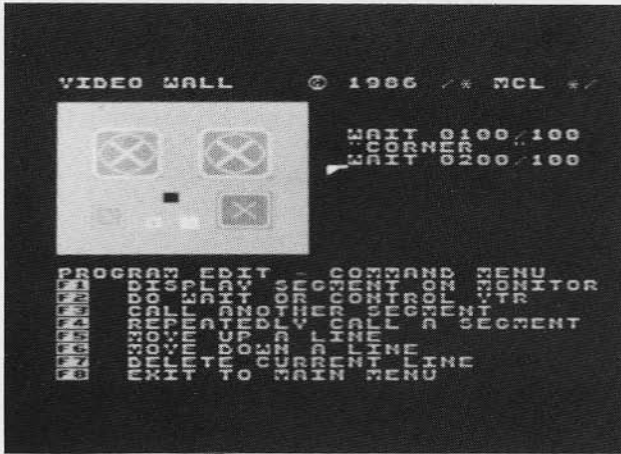 VIDEO WALL © 1986 /* MCL */
WAIT 0100/100
"CORNER "
WAIT 0200/100
PROGRAM EDIT - COMMAND MENU
F1 DISPLAY SEGMENT ON MONITOR
F2 DO WAIT OR CONTROL VTR
F3 CALL ANOTHER SEGMENT
F4 REPEATEDLY CALL A SEGMENT
F5 MOVE UP A LINE
F6 MOVE DOWN A LINE
F7 DELETE CURRENT LINE
F8 EXIT TO MAIN MENU